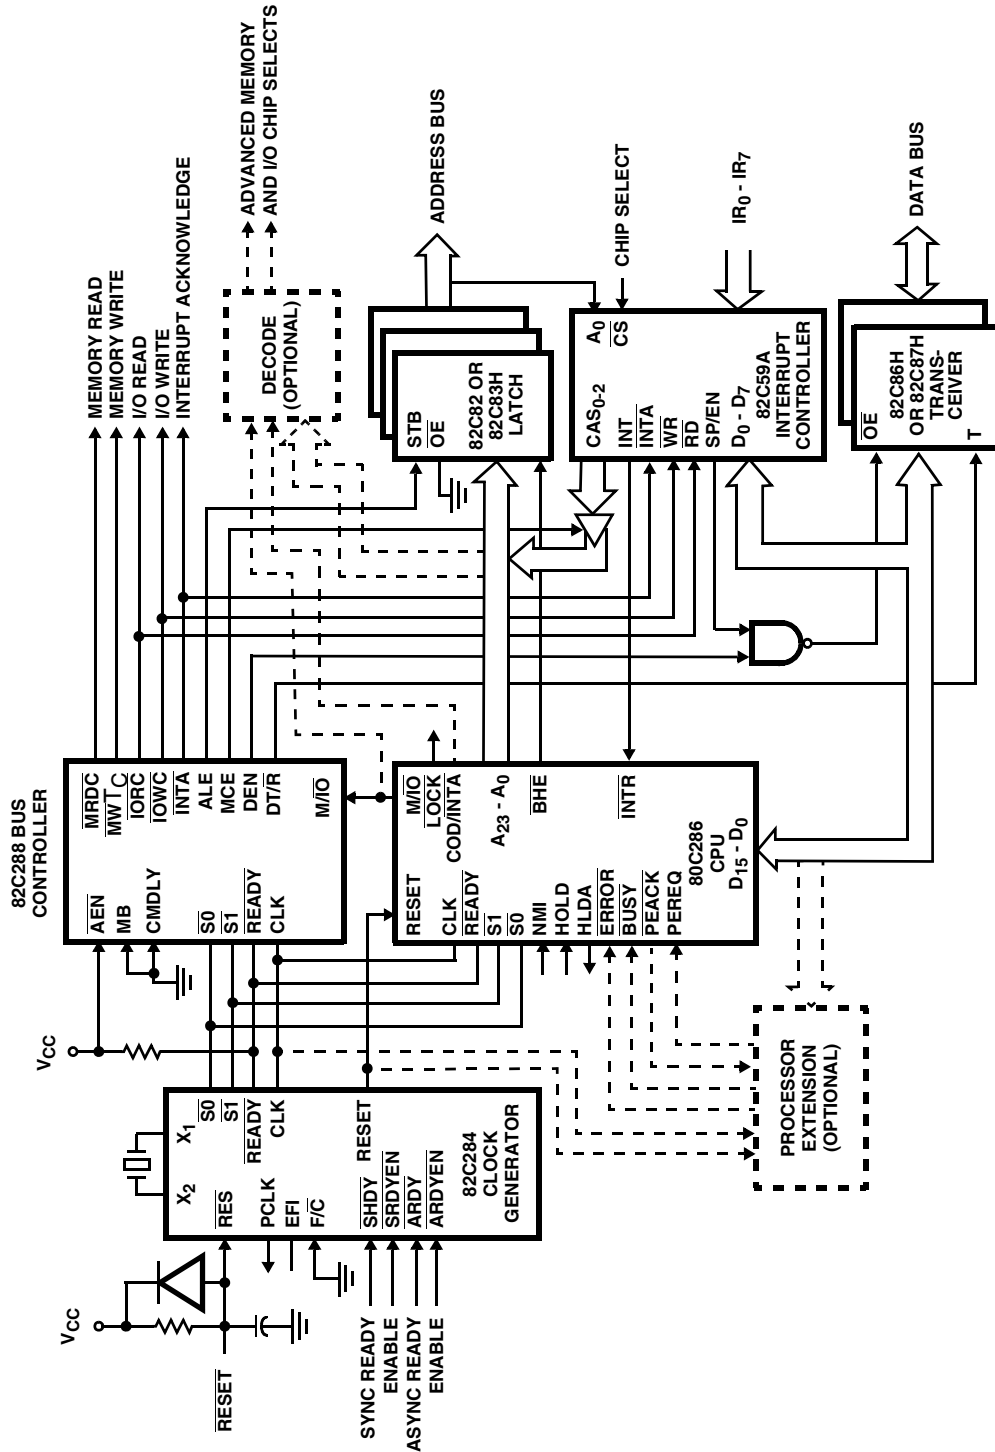 MEMORY READ
MEMORY WRITE
I/O READ
I/O WRITE
INTERRUPT ACKNOWLEDGE
ADVANCED MEMORY
AND I/O CHIP SELECTS
DECODE
(OPTIONAL)
ADDRESS BUS
STB
OE
82C82 OR
82C83H
LATCH
CHIP SELECT
IR0 - IR7
DATA BUS
A0
CS
CAS0-2
INT
INTA
WR
RD
SP/EN
D0 - D7
82C59A
INTERRUPT
CONTROLLER
OE
82C86H
OR 82C87H
TRANS-
CEIVER
T
82C288 BUS
CONTROLLER
MRDC
MWTC
IORC
IOWC
INTA
ALE
MCE
DEN
DT/R
M/IO
AEN
MB
CMDLY
S0
S1
READY
CLK
M/IO
LOCK
COD/INTA
A23 - A0
BHE
INTR
80C286
CPU
D15 - D0
RESET
CLK
READY
S1
S0
NMI
HOLD
HLDA
ERROR
BUSY
PEACK
PEREQ
VCC
X1
X2
S0
S1
READY
CLK
RESET
RES
PCLK
EFI
F/C
SHDY
SRDYEN
ARDY
ARDYEN
82C284
CLOCK
GENERATOR
PROCESSOR
EXTENSION
(OPTIONAL)
VCC
RESET
SYNC READY
ENABLE
ASYNC READY
ENABLE